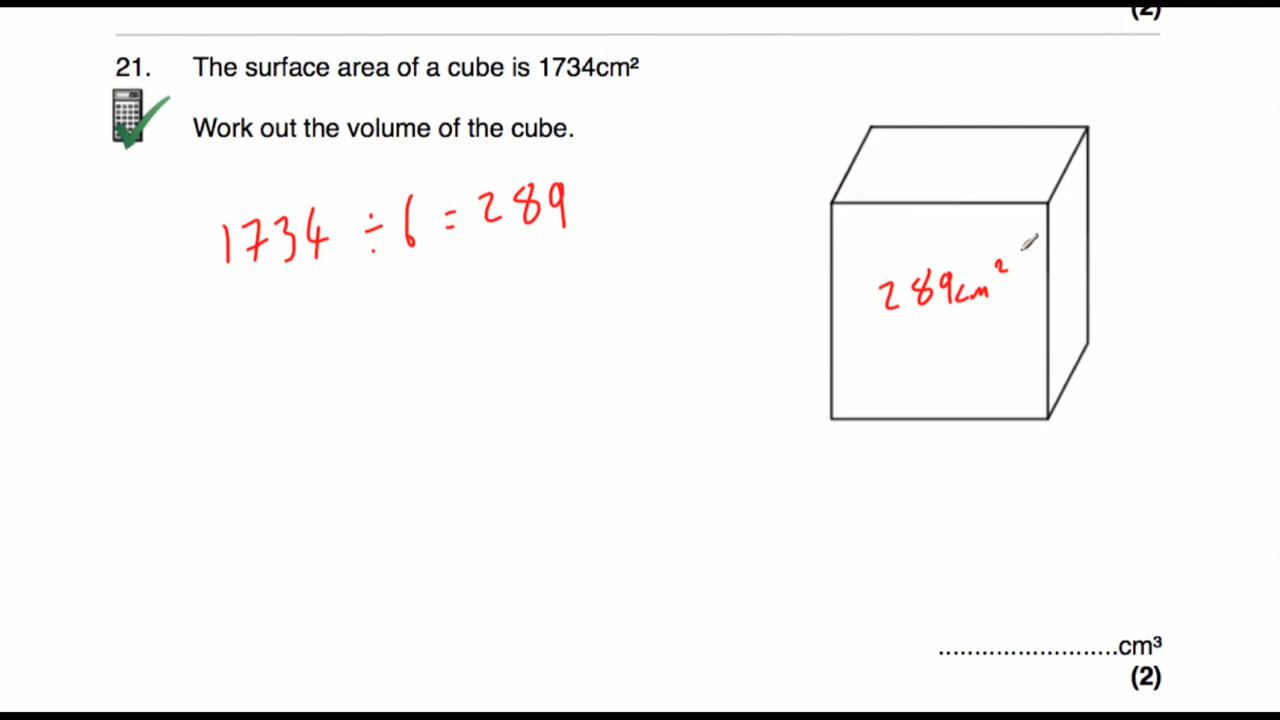 (2)
21. The surface area of a cube is 1734cm²
Work out the volume of the cube.
1734 ÷ 6 = 289
289cm²
.........................cm³
(2)